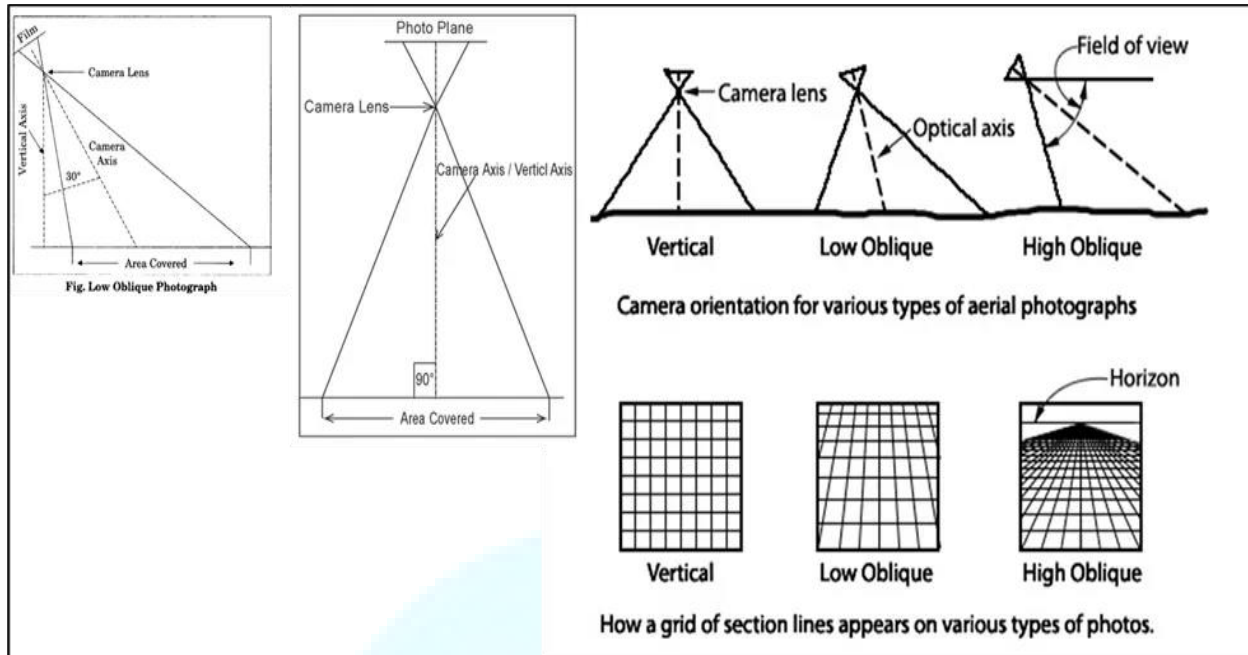 Film
Camera Lens
Vertical Axis
Camera
Axis
30°
Area Covered
Fig. Low Oblique Photograph
Photo Plane
Camera Lens
Camera Axis / Verticl Axis
90°
Area Covered
Field of view
Camera lens
Optical axis
Vertical
Low Oblique
High Oblique
Camera orientation for various types of aerial photographs
Horizon
Vertical
Low Oblique
High Oblique
How a grid of section lines appears on various types of photos.